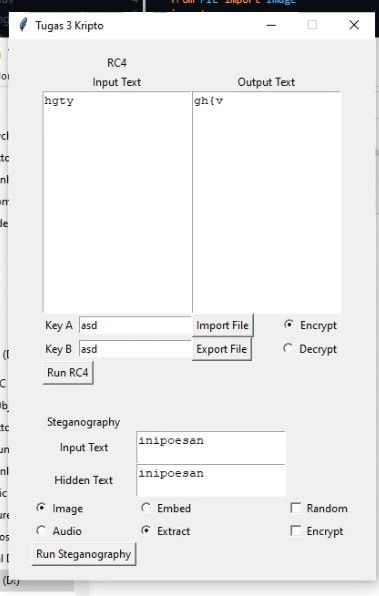 from PIL import Image
Tugas 3 Kripto
RC4
Input Text Output Text
hgty gh{v
Key A asd Import File Encrypt
Key B asd Export File Decrypt
Run RC4
Steganography
Input Text inipoesan
Hidden Text inipoesan
Image Embed Random
Audio Extract Encrypt
Run Steganography
(D:)